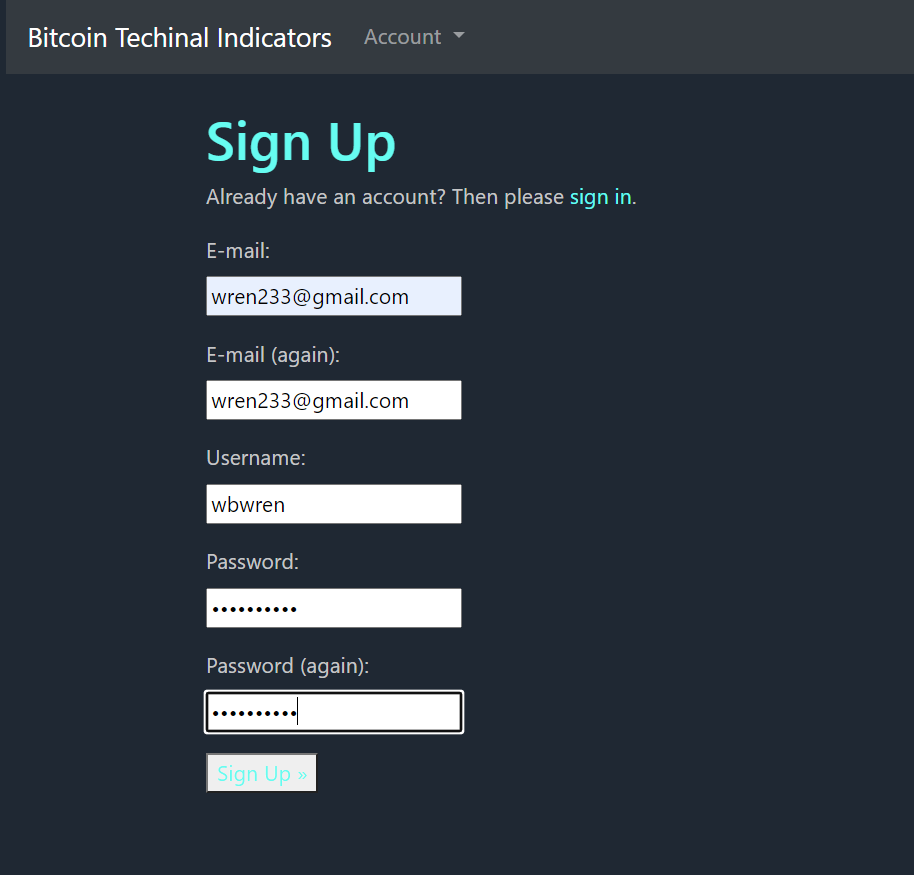 Bitcoin Techinal Indicators Account
Sign Up
Already have an account? Then please sign in.
E-mail:
wren233@gmail.com
E-mail (again):
wren233@gmail.com
Username:
wbwren
Password:
••••••••••
Password (again):
••••••••••
Sign Up »